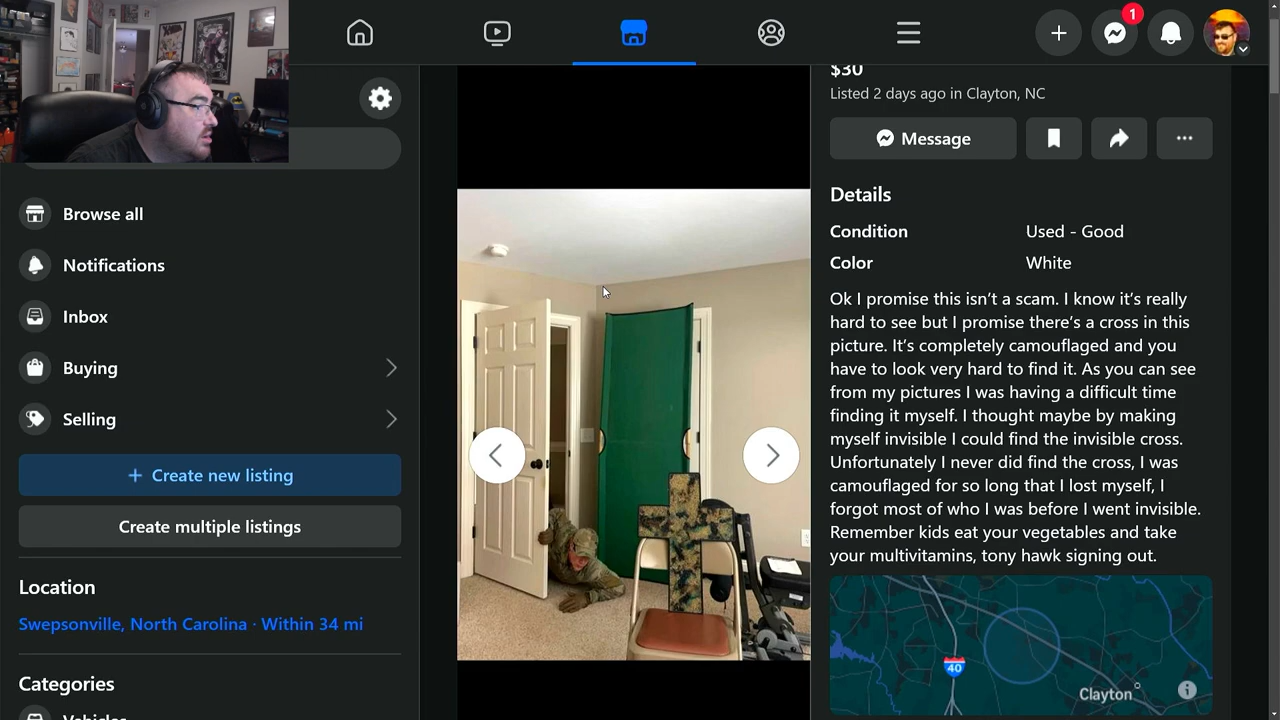 1
$30
Listed 2 days ago in Clayton, NC
Message
Browse all
Notifications
Inbox
Buying
Selling
+ Create new listing
Create multiple listings
Location
Swepsonville, North Carolina · Within 34 mi
Categories
Vehicles
Details
Condition Used - Good
Color White
Ok I promise this isn't a scam. I know it's really
hard to see but I promise there's a cross in this
picture. It's completely camouflaged and you
have to look very hard to find it. As you can see
from my pictures I was having a difficult time
finding it myself. I thought maybe by making
myself invisible I could find the invisible cross.
Unfortunately I never did find the cross, I was
camouflaged for so long that I lost myself, I
forgot most of who I was before I went invisible.
Remember kids eat your vegetables and take
your multivitamins, tony hawk signing out.
40
Clayton